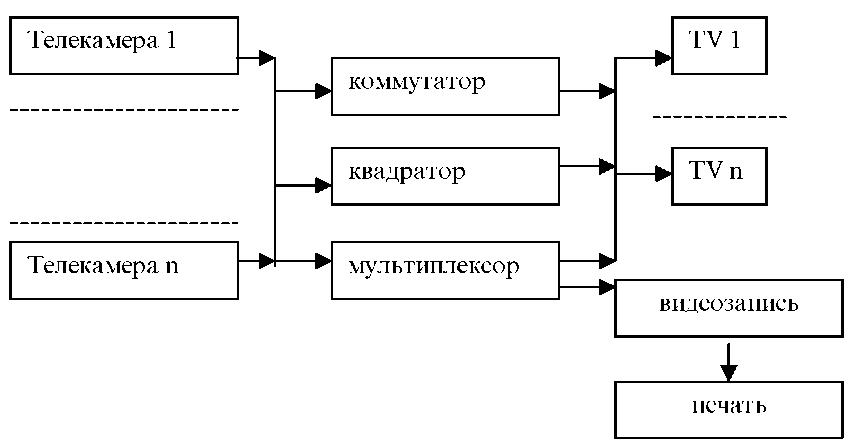 Телекамера 1
TV 1
коммутатор
квадратор
TV n
Телекамера n
мультиплексор
видеозапись
печать